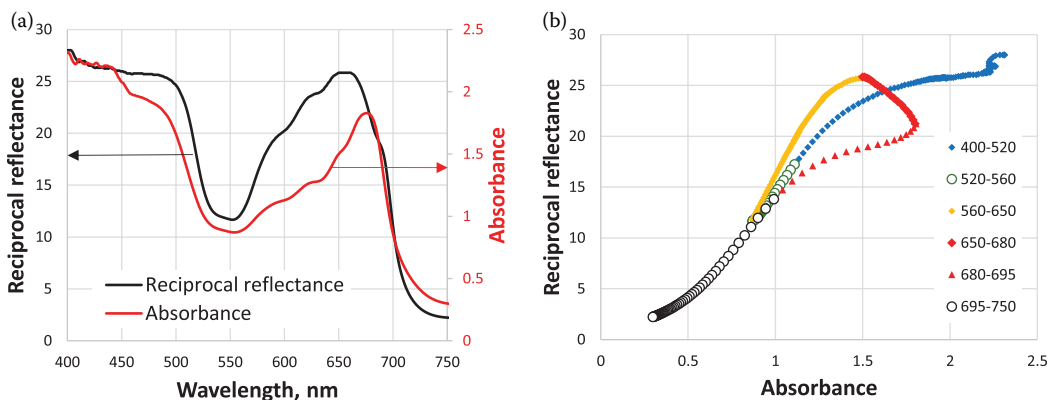 (a)
30
25
20
15
10
5
0
Reciprocal reflectance
400 450 500 550 600 650 700 750
Wavelength, nm
2.5
2
1.5
1
0.5
0
Absorbance
Reciprocal reflectance
Absorbance
(b)
30
25
20
15
10
5
0
Reciprocal reflectance
0 0.5 1 1.5 2 2.5
Absorbance
400-520
520-560
560-650
650-680
680-695
695-750